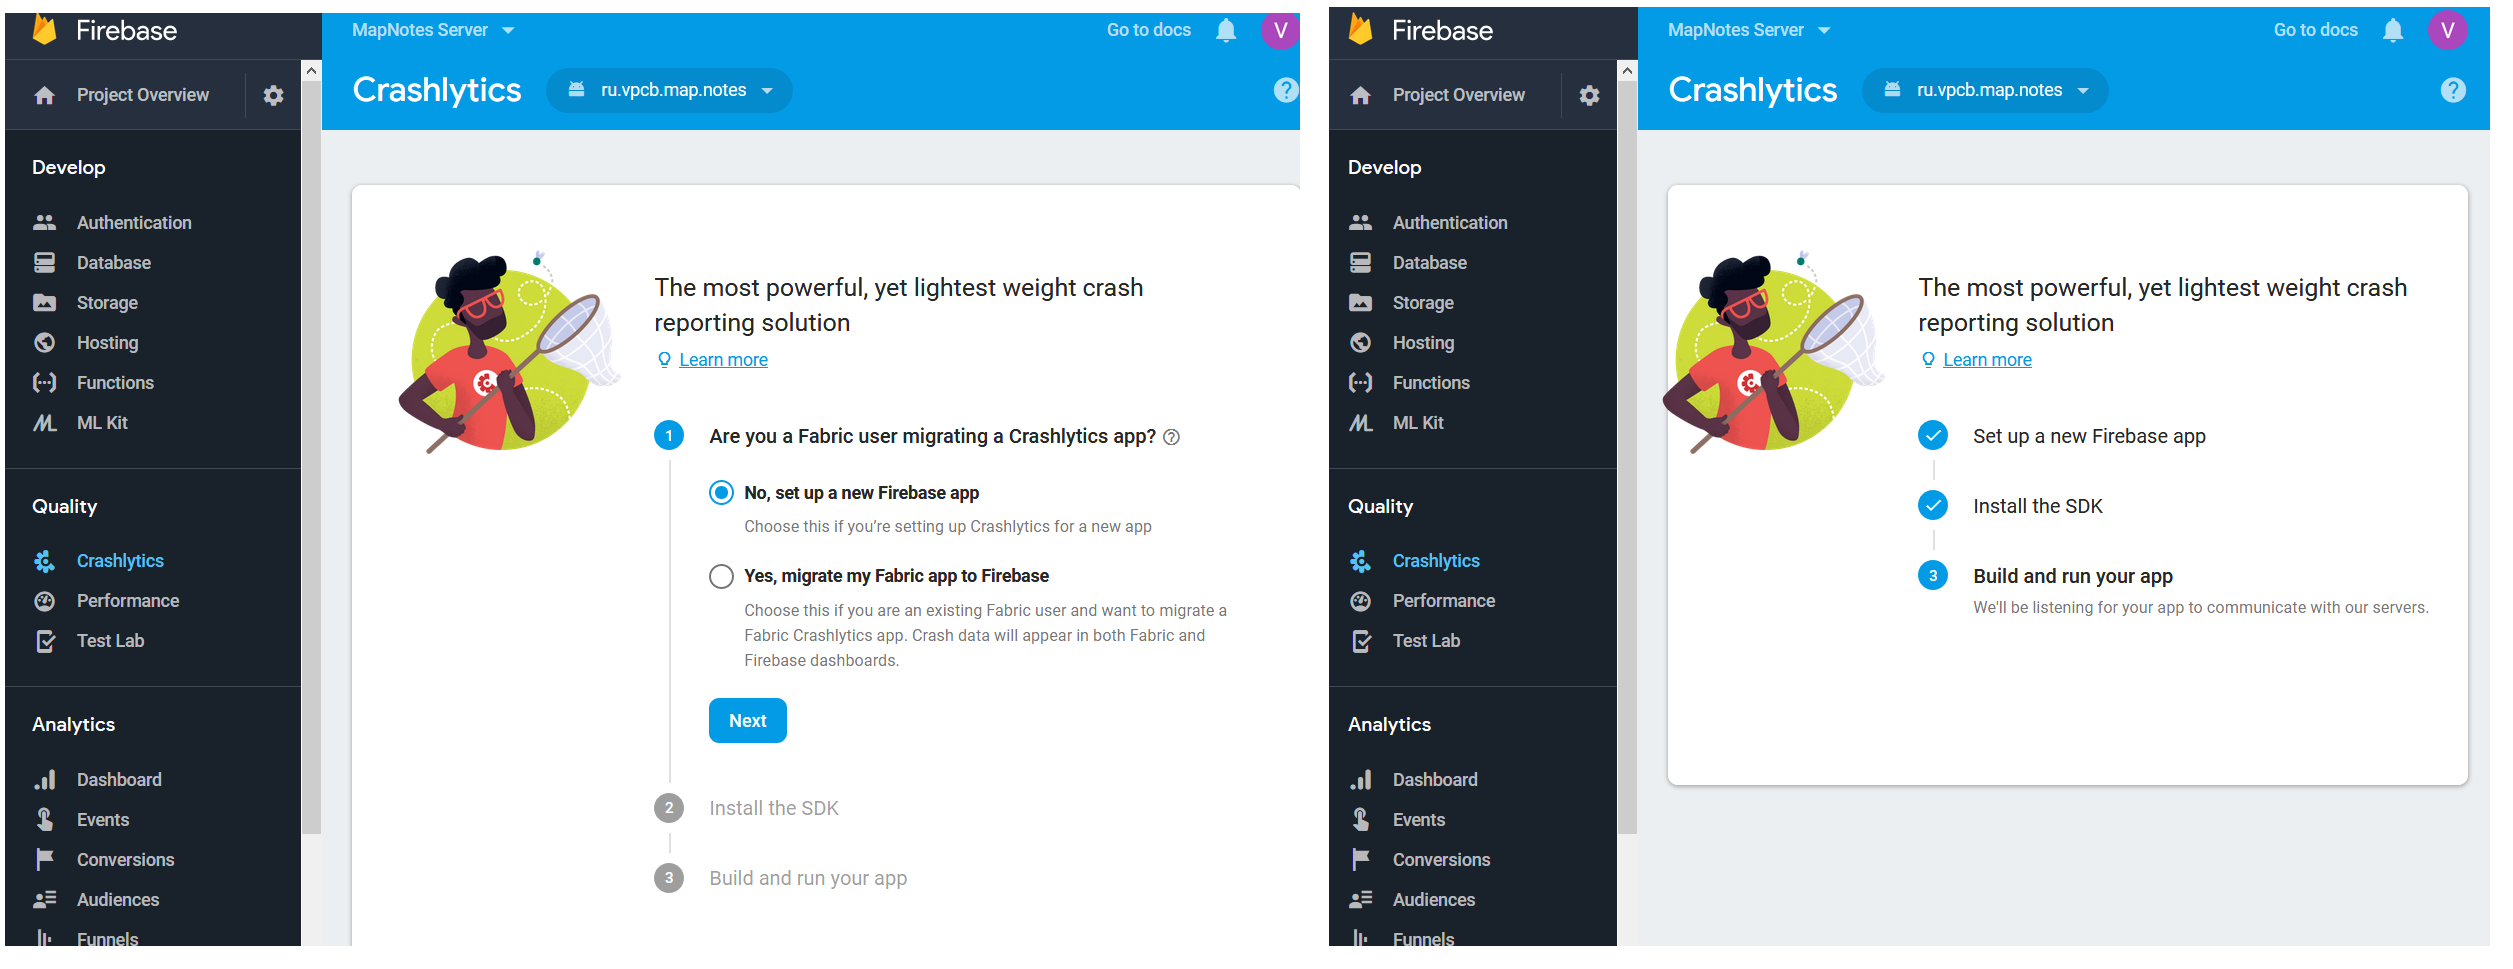 Firebase
MapNotes Server
Go to docs
V
Project Overview
Crashlytics
ru.vpcb.map.notes
?
Develop
Authentication
Database
Storage
Hosting
Functions
ML Kit
Quality
Crashlytics
Performance
Test Lab
Analytics
Dashboard
Events
Conversions
Audiences
Funnels
The most powerful, yet lightest weight crash
reporting solution
Learn more
1 Are you a Fabric user migrating a Crashlytics app? ?
No, set up a new Firebase app
Choose this if you’re setting up Crashlytics for a new app
Yes, migrate my Fabric app to Firebase
Choose this if you are an existing Fabric user and want to migrate a
Fabric Crashlytics app. Crash data will appear in both Fabric and
Firebase dashboards.
Next
2 Install the SDK
3 Build and run your app
Firebase
MapNotes Server
Go to docs
V
Project Overview
Crashlytics
ru.vpcb.map.notes
?
Develop
Authentication
Database
Storage
Hosting
Functions
ML Kit
Quality
Crashlytics
Performance
Test Lab
Analytics
Dashboard
Events
Conversions
Audiences
Funnels
The most powerful, yet lightest weight crash
reporting solution
Learn more
Set up a new Firebase app
Install the SDK
3 Build and run your app
We'll be listening for your app to communicate with our servers.